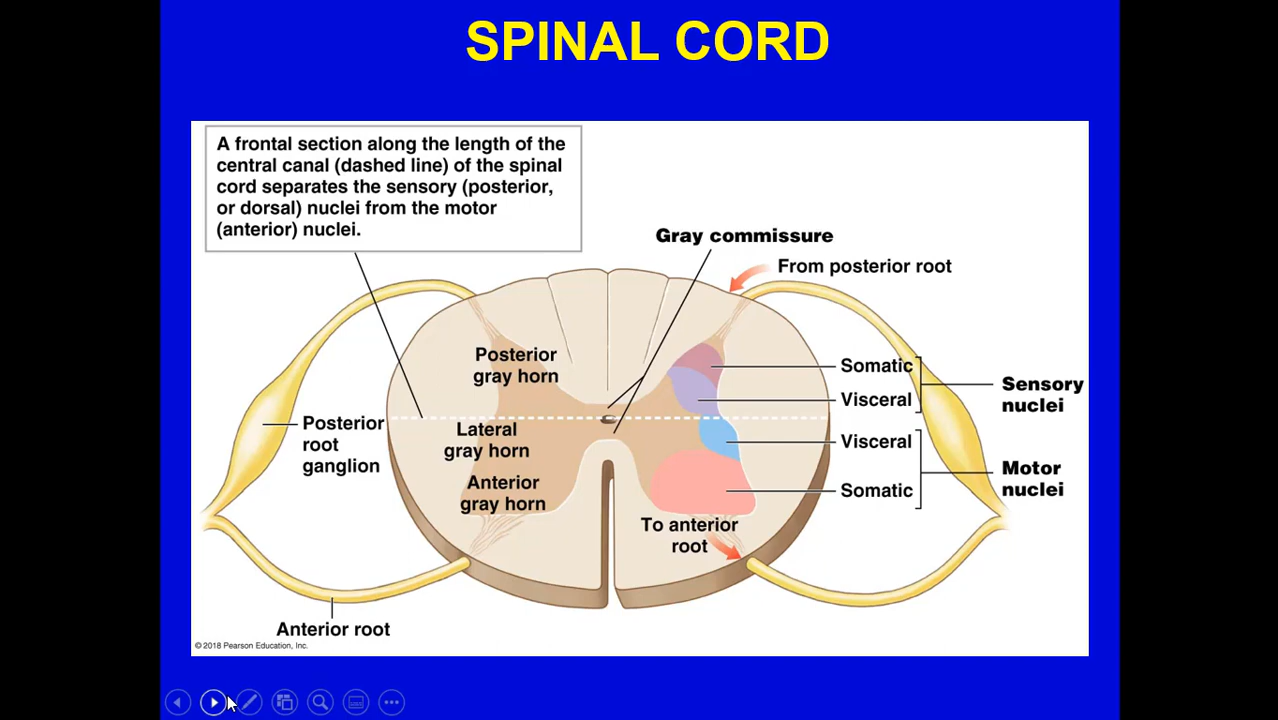 SPINAL CORD
A frontal section along the length of the
central canal (dashed line) of the spinal
cord separates the sensory (posterior,
or dorsal) nuclei from the motor
(anterior) nuclei.
Gray commissure
From posterior root
Posterior
gray horn
Somatic
Visceral
Sensory
nuclei
Posterior
root
ganglion
Lateral
gray horn
Visceral
Somatic
Motor
nuclei
Anterior
gray horn
To anterior
root
Anterior root
© 2018 Pearson Education, Inc.